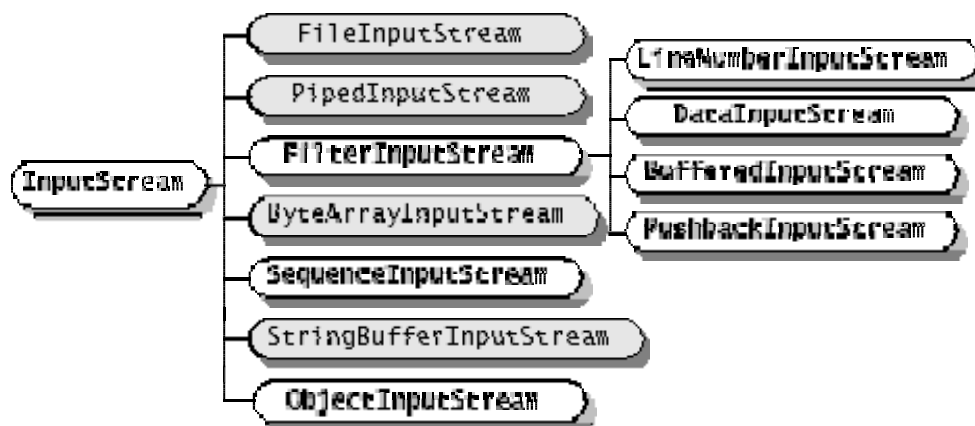 InputStream
FileInputStream
PipedInputStream
FilterInputStream
ByteArrayInputStream
SequenceInputStream
StringBufferInputStream
ObjectInputStream
LineNumberInputStream
DataInputStream
BufferedInputStream
PushbackInputStream